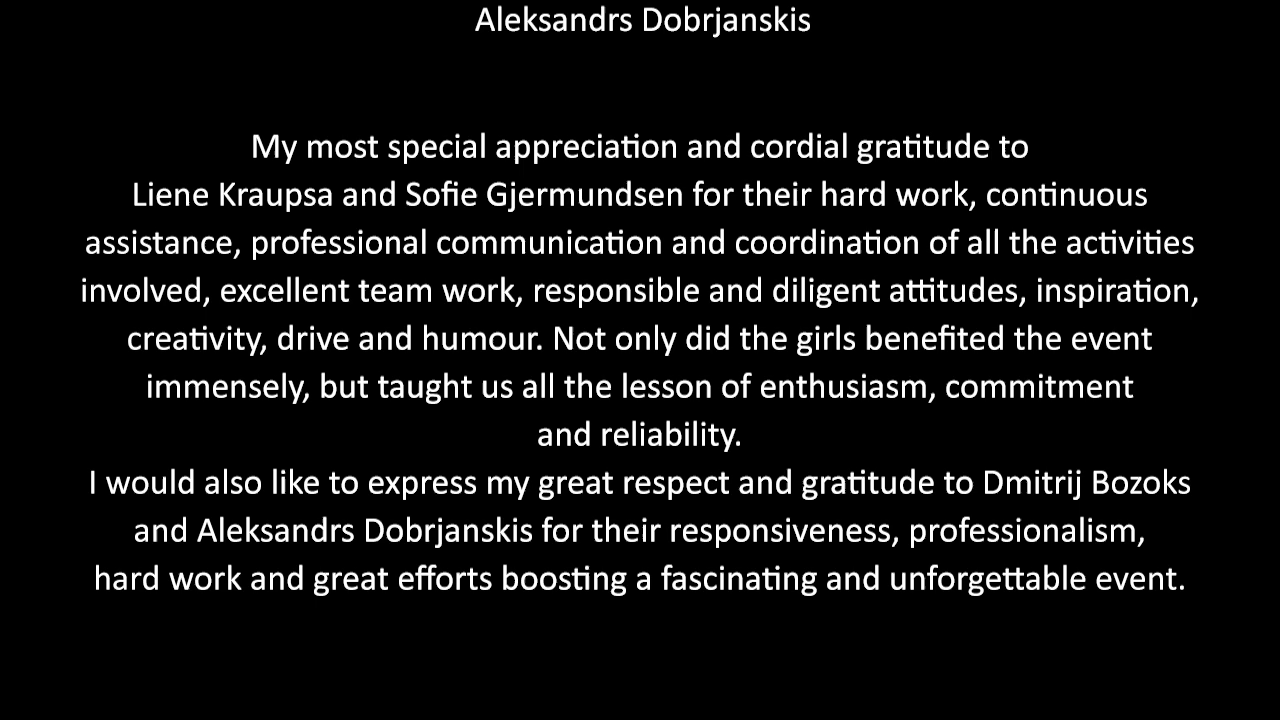 Aleksandrs Dobrjanskis
My most special appreciation and cordial gratitude to
Liene Kraupsa and Sofie Gjermundsen for their hard work, continuous
assistance, professional communication and coordination of all the activities
involved, excellent team work, responsible and diligent attitudes, inspiration,
creativity, drive and humour. Not only did the girls benefited the event
immensely, but taught us all the lesson of enthusiasm, commitment
and reliability.
I would also like to express my great respect and gratitude to Dmitrij Bozoks
and Aleksandrs Dobrjanskis for their responsiveness, professionalism,
hard work and great efforts boosting a fascinating and unforgettable event.